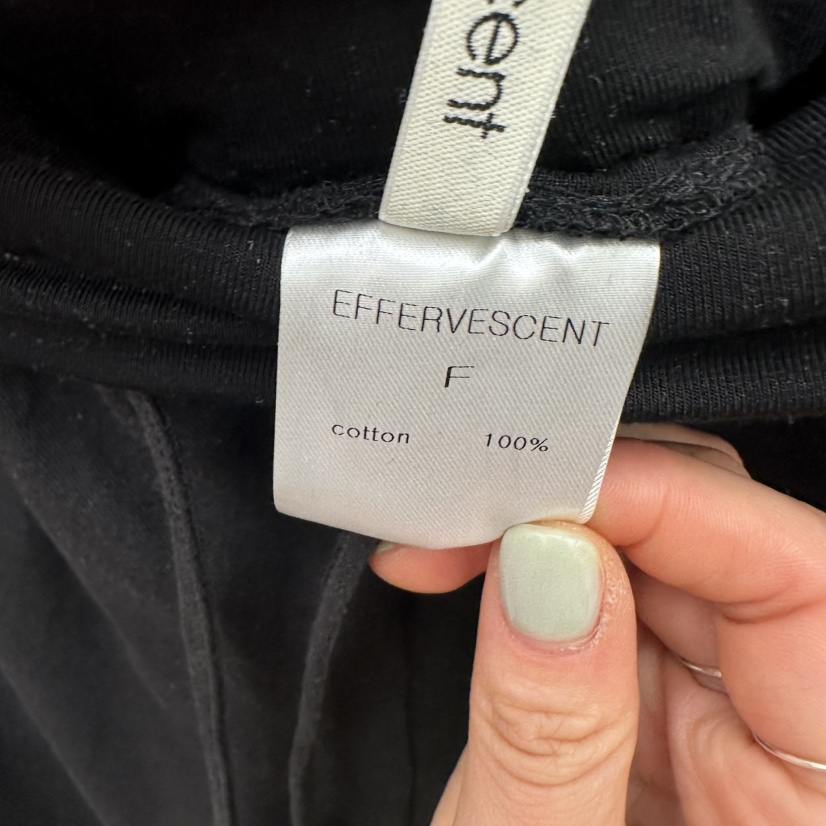 cent
EFFERVESCENT
F
cotton 100%